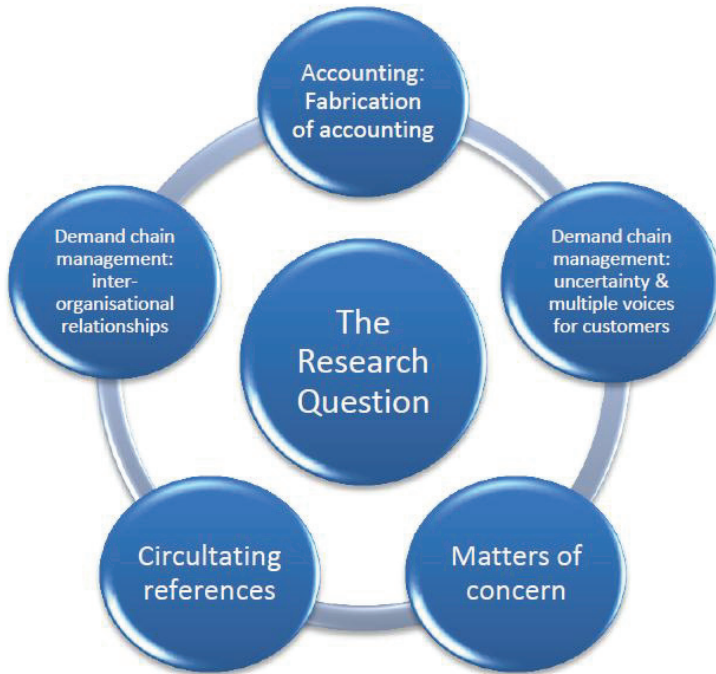 Accounting:
Fabrication
of accounting
Demand chain
management:
uncertainty &
multiple voices
for customers
Matters of
concern
Circultating
references
Demand chain
management:
inter-
organisational
relationships
The
Research
Question